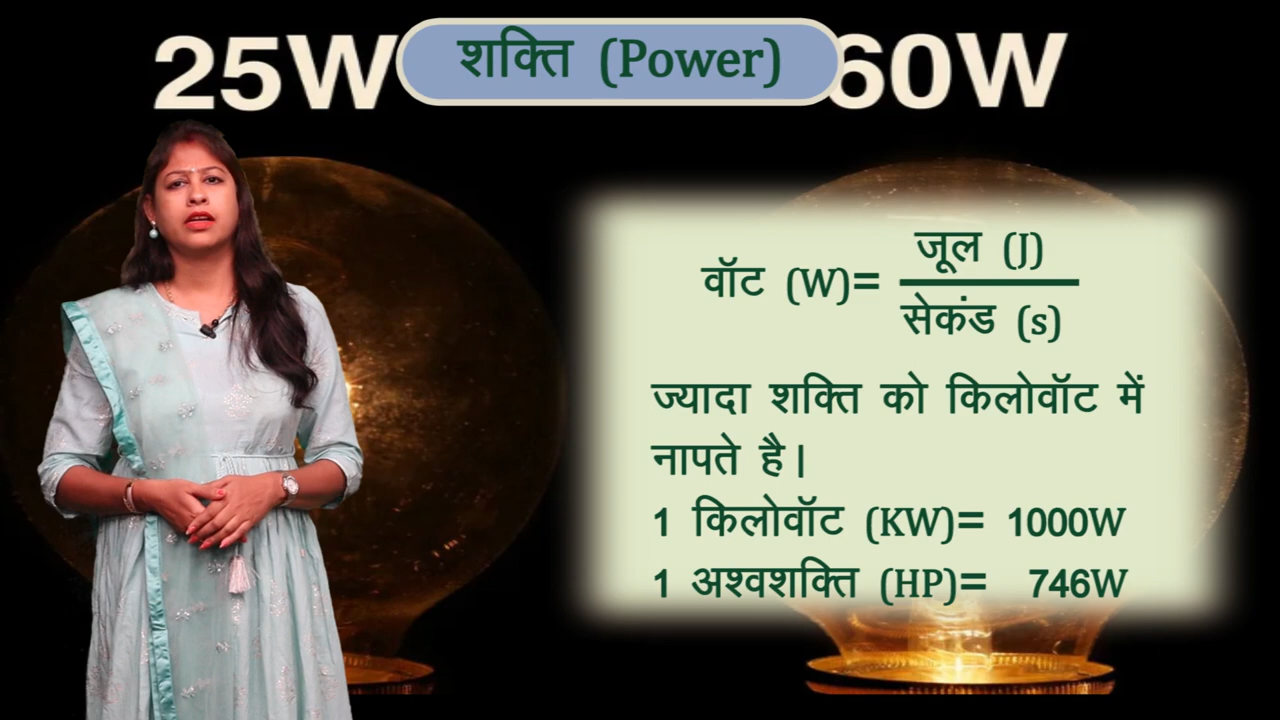 25W
शक्ति (Power)
60W
वॉट (W)= जूल (J)
सेकंड (s)
ज्यादा शक्ति को किलोवॉट में
नापते है।
1 किलोवॉट (KW)= 1000W
1 अश्वशक्ति (HP)= 746W